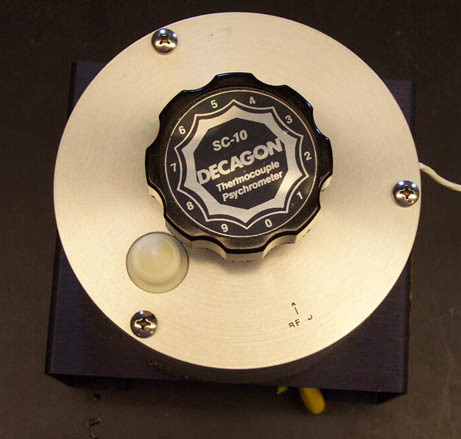 5 4
6 3
7 2
8 1
9 0
SC-10
DECAGON
Thermocouple
Psychrometer